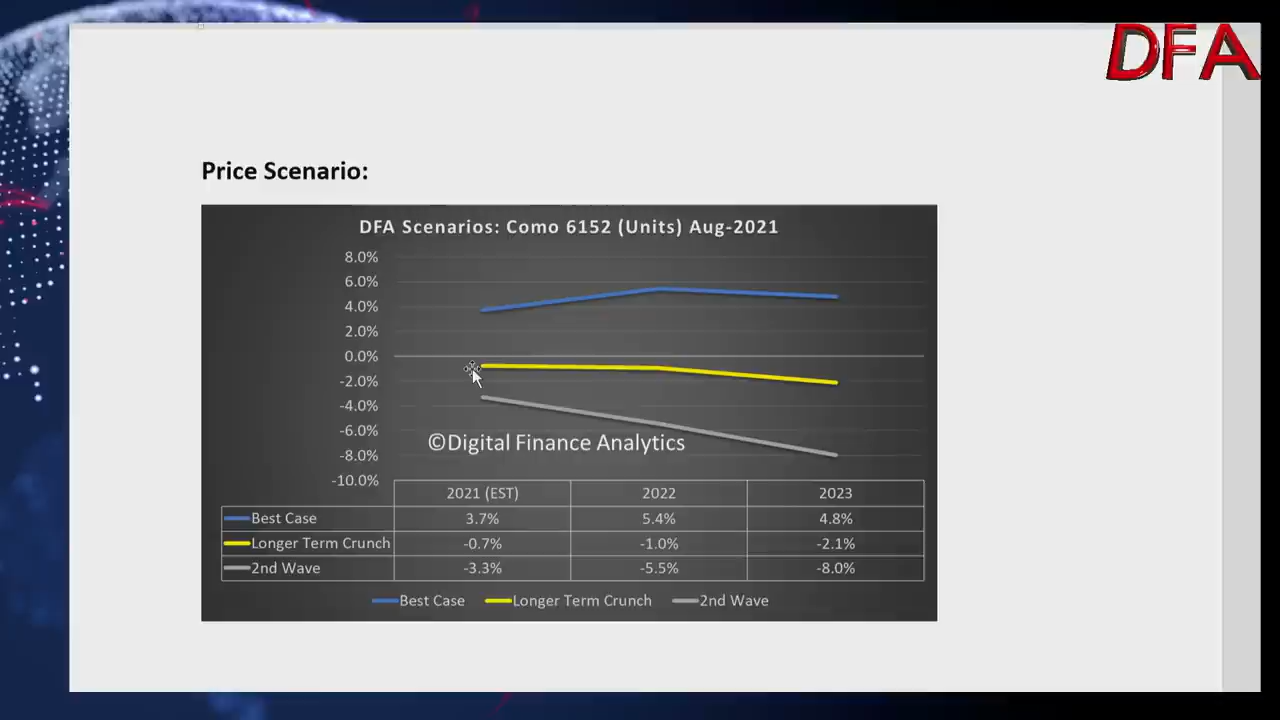 DFA
Price Scenario:
DFA Scenarios: Como 6152 (Units) Aug-2021
8.0%
6.0%
4.0%
2.0%
0.0%
-2.0%
-4.0%
-6.0%
-8.0%
-10.0%
©Digital Finance Analytics
2021 (EST) 2022 2023
Best Case 3.7% 5.4% 4.8%
Longer Term Crunch -0.7% -1.0% -2.1%
2nd Wave -3.3% -5.5% -8.0%
Best Case Longer Term Crunch 2nd Wave